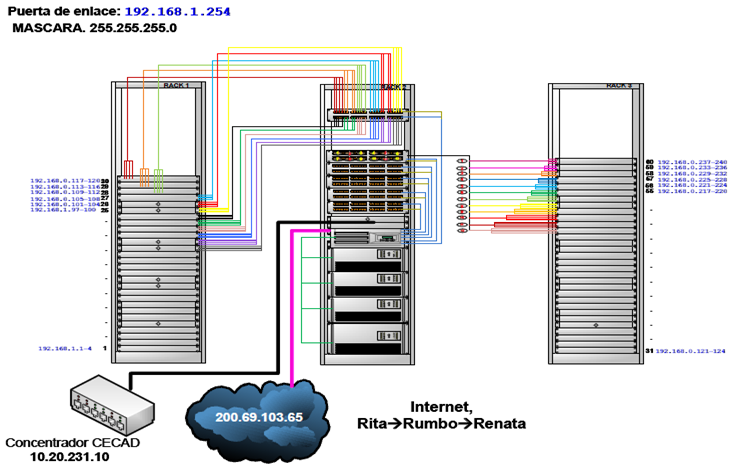 Puerta de enlace: 192.168.1.254
MASCARA. 255.255.255.0
RACK 1
RACK 2
RACK 3
192.168.0.117-120 30
192.168.0.113-116 29
192.168.0.109-112 28
27
192.168.0.105-108
192.168.0.101-104 26
192.168.1.97-100 25
192.168.1.1-4 1
60 192.168.0.237-240
59 192.168.0.233-236
58 192.168.0.229-232
57 192.168.0.225-228
56 192.168.0.221-224
55 192.168.0.217-220
31 192.168.0.121-124
200.69.103.65
Internet,
Rita→Rumbo→Renata
Concentrador CECAD
10.20.231.10